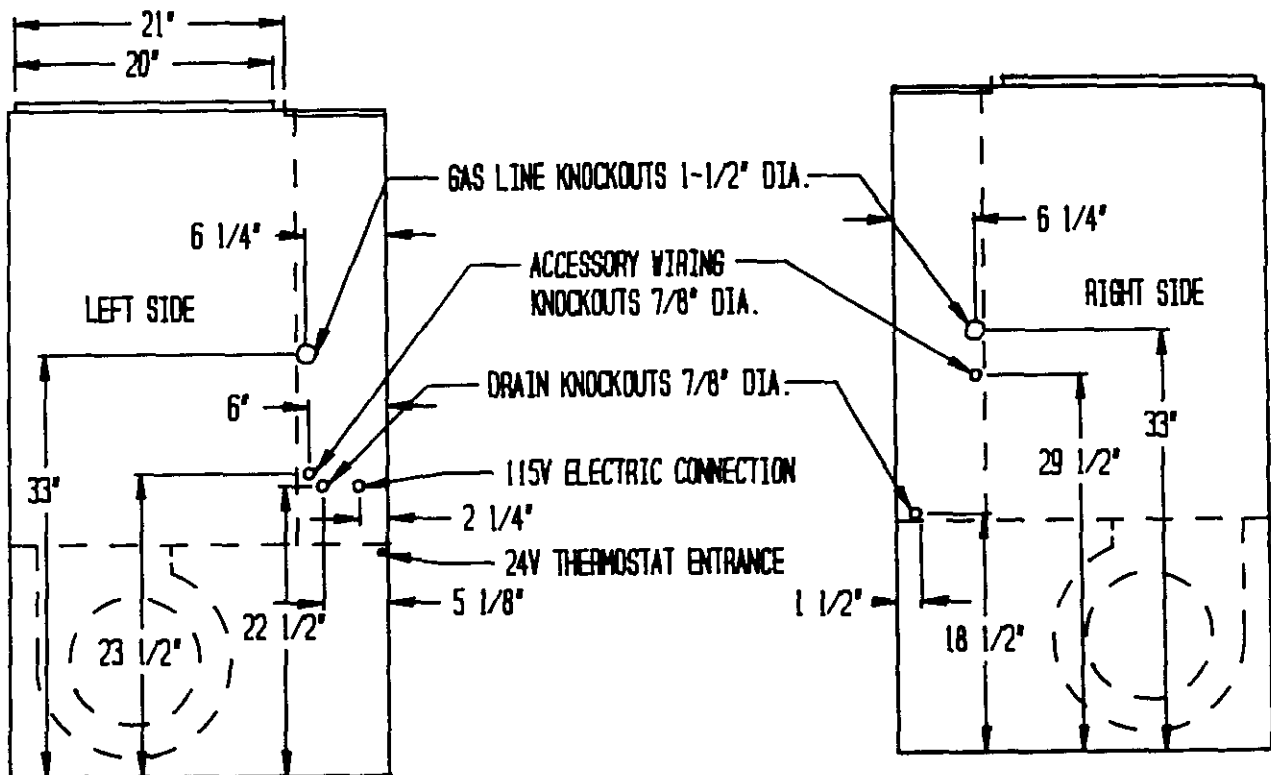 21"
20"
GAS LINE KNOCKOUTS 1-1/2" DIA.
6 1/4"
6 1/4"
ACCESSORY WIRING
KNOCKOUTS 7/8" DIA.
LEFT SIDE
RIGHT SIDE
DRAIN KNOCKOUTS 7/8" DIA.
6"
33"
29 1/2"
115V ELECTRIC CONNECTION
33"
2 1/4"
24V THERMOSTAT ENTRANCE
5 1/8"
1 1/2"
22 1/2"
18 1/2"
23 1/2"